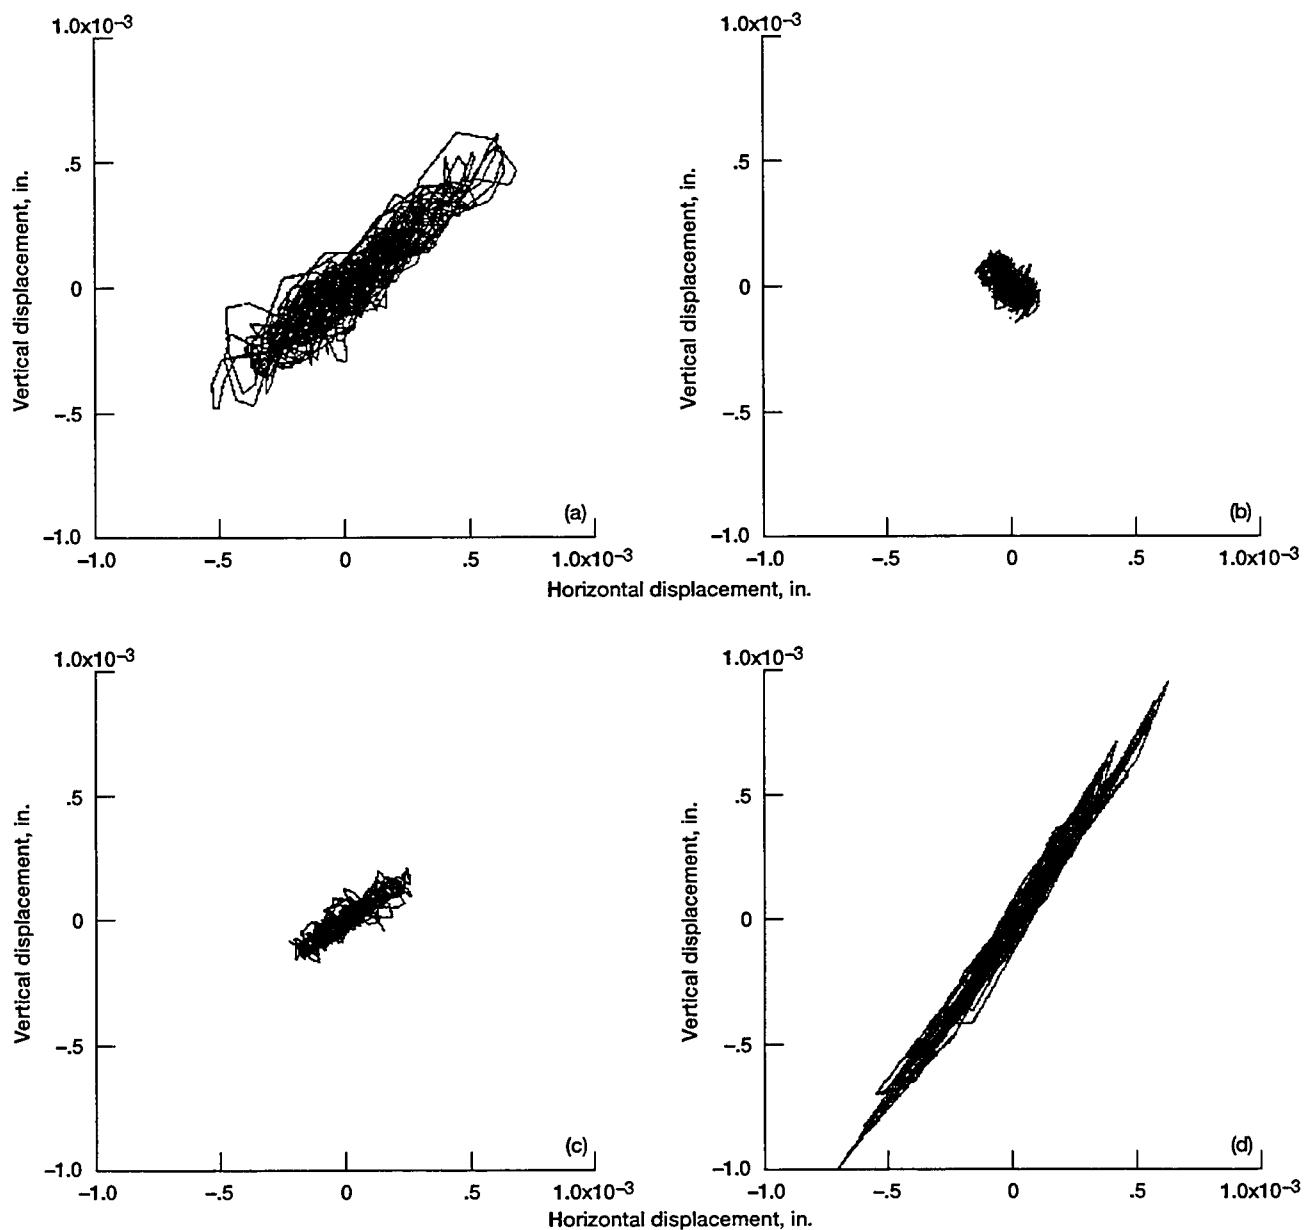 1.0x10–3
1.0x10–3
.5
.5
Vertical displacement, in.
Vertical displacement, in.
0
0
–.5
–.5
(a)
(b)
–1.0
–1.0
–1.0 –.5 0 .5 1.0x10–3
–1.0 –.5 0 .5 1.0x10–3
Horizontal displacement, in.
1.0x10–3
1.0x10–3
.5
.5
Vertical displacement, in.
Vertical displacement, in.
0
0
–.5
–.5
(c)
(d)
–1.0
–1.0
–1.0 –.5 0 .5 1.0x10–3
–1.0 –.5 0 .5 1.0x10–3
Horizontal displacement, in.